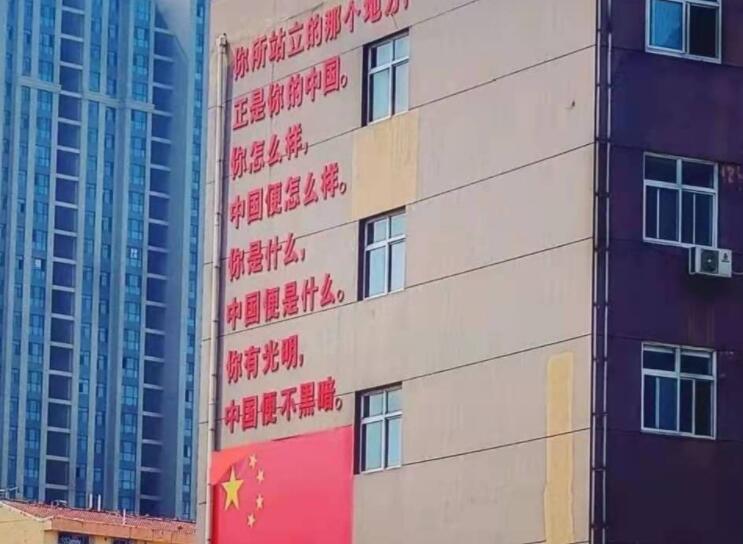 你所站立的那个地方，
正是你的中国。
你怎么样，
中国便怎么样。
你是什么，
中国便是什么。
你有光明，
中国便不黑暗。